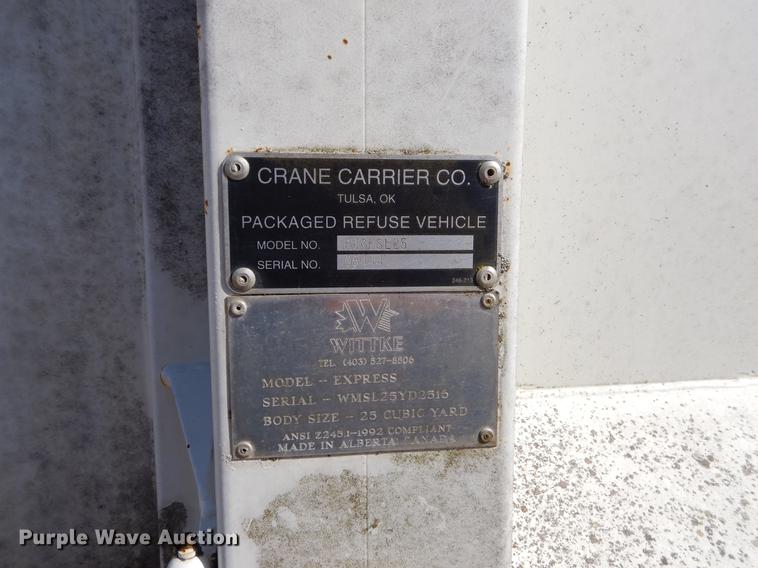 CRANE CARRIER CO.
TULSA, OK
PACKAGED REFUSE VEHICLE
MODEL NO.
SERIAL NO.
W
WITTKE
TEL. (403) 527-8806
MODEL - EXPRESS
SERIAL - WMSL25YD2516
BODY SIZE - 25 CUBIC YARD
ANSI Z245.1-1992 COMPLIANT
MADE IN ALBERTA CANADA
Purple Wave Auction